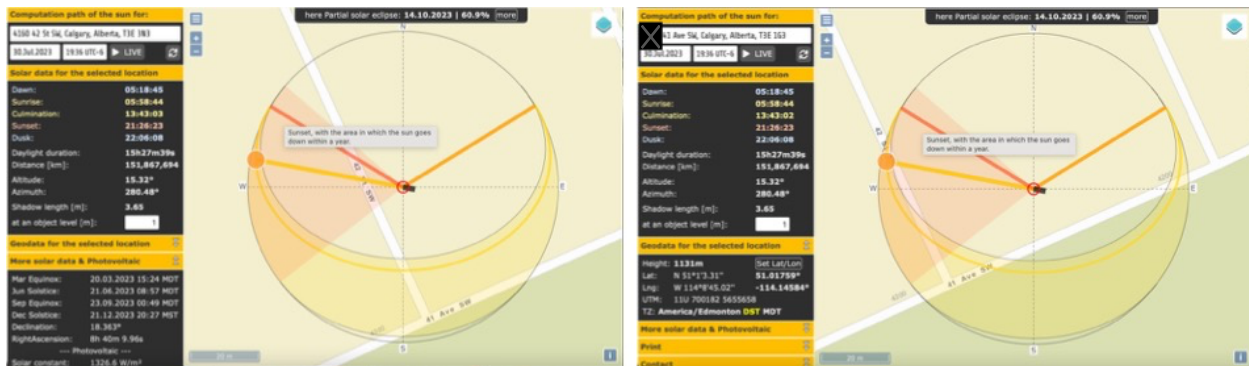 Computation path of the sun for:
4160 42 St SW, Calgary, Alberta, T3E 3N3
30.Jul.2023 19:36 UTC-6 LIVE
Solar data for the selected location
Dawn: 05:18:45
Sunrise: 05:58:44
Culmination: 13:43:03
Sunset: 21:26:23
Dusk: 22:06:08
Daylight duration: 15h27m39s
Distance [km]: 151,867,694
Altitude: 15.32°
Azimuth: 280.48°
Shadow length [m]: 3.65
at an object level [m]: 1
Geodata for the selected location
More solar data & Photovoltaic
Mar Equinox: 20.03.2023 15:24 MDT
Jun Solstice: 21.06.2023 08:57 MDT
Sep Equinox: 23.09.2023 00:49 MDT
Dec Solstice: 21.12.2023 20:27 MST
Declination: 18.363°
RightAscension: 8h 40m 9.96s
--- Photovoltaic ---
Solar constant: 1326.6 W/m²
here Partial solar eclipse: 14.10.2023 | 60.9% more
N
Sunset, with the area in which the sun goes
down within a year.
W
E
S
42 St SW
41 Ave SW
20 m
i
Computation path of the sun for:
41 Ave SW, Calgary, Alberta, T3E 1G3
30.Jul.2023 19:36 UTC-6 LIVE
Solar data for the selected location
Dawn: 05:18:45
Sunrise: 05:58:44
Culmination: 13:43:02
Sunset: 21:26:23
Dusk: 22:06:08
Daylight duration: 15h27m39s
Distance [km]: 151,867,694
Altitude: 15.32°
Azimuth: 280.48°
Shadow length [m]: 3.65
at an object level [m]: 1
Geodata for the selected location
Height: 1131m Set Lat/Lon
Lat: N 51°1'3.31" 51.01759°
Lng: W 114°8'45.02" -114.14584°
UTM: 11U 700182 5655658
TZ: America/Edmonton DST MDT
More solar data & Photovoltaic
Print
Contact
here Partial solar eclipse: 14.10.2023 | 60.9% more
N
Sunset, with the area in which the sun goes
down within a year.
W
E
S
4200
41 Ave SW
20 m
i